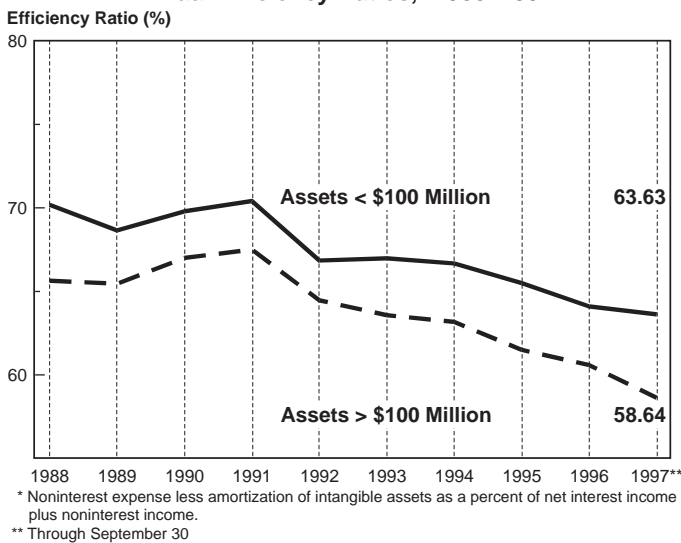 Efficiency Ratio (%)
80
70
60
Assets < $100 Million 63.63
Assets > $100 Million 58.64
1988 1989 1990 1991 1992 1993 1994 1995 1996 1997**
* Noninterest expense less amortization of intangible assets as a percent of net interest income
plus noninterest income.
** Through September 30